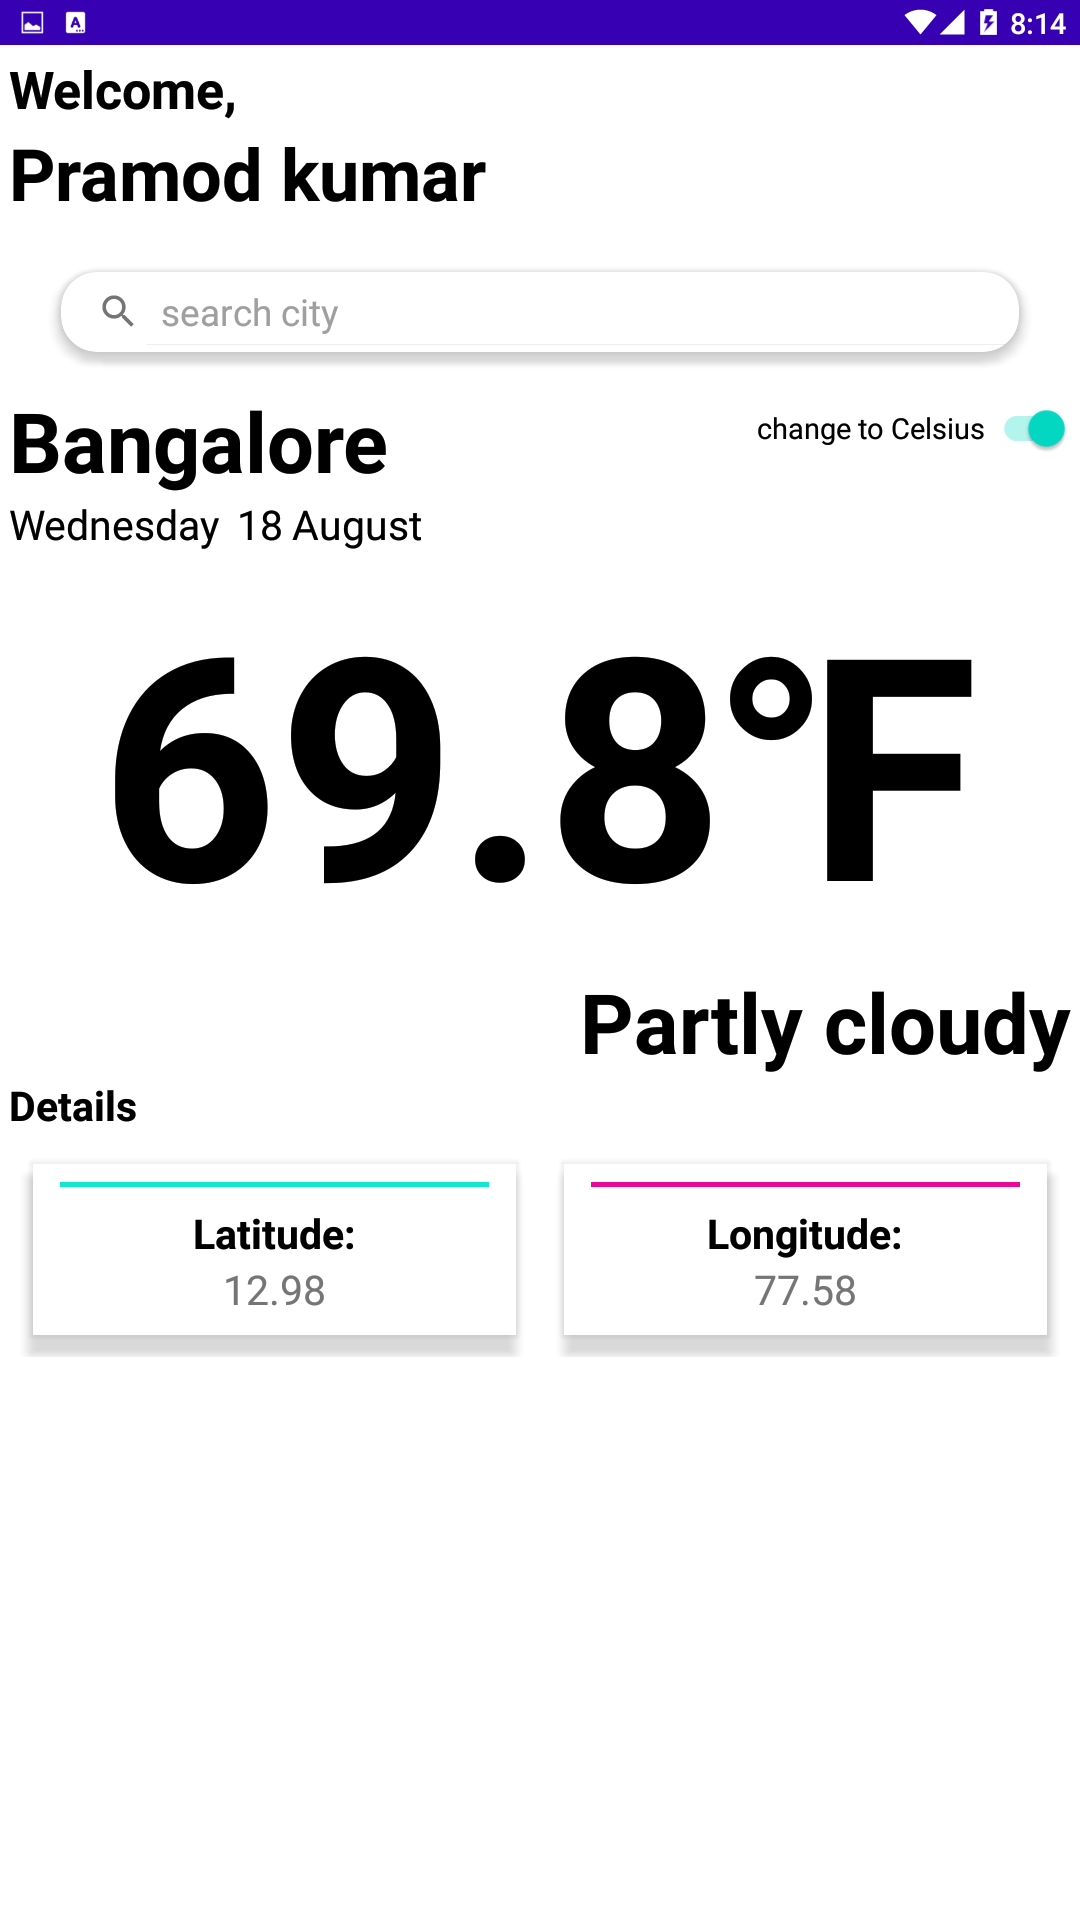 8:14
Welcome,
Pramod kumar
search city
Bangalore
change to Celsius
Wednesday 18 August
69.8°F
Partly cloudy
Details
Latitude:
12.98
Longitude:
77.58